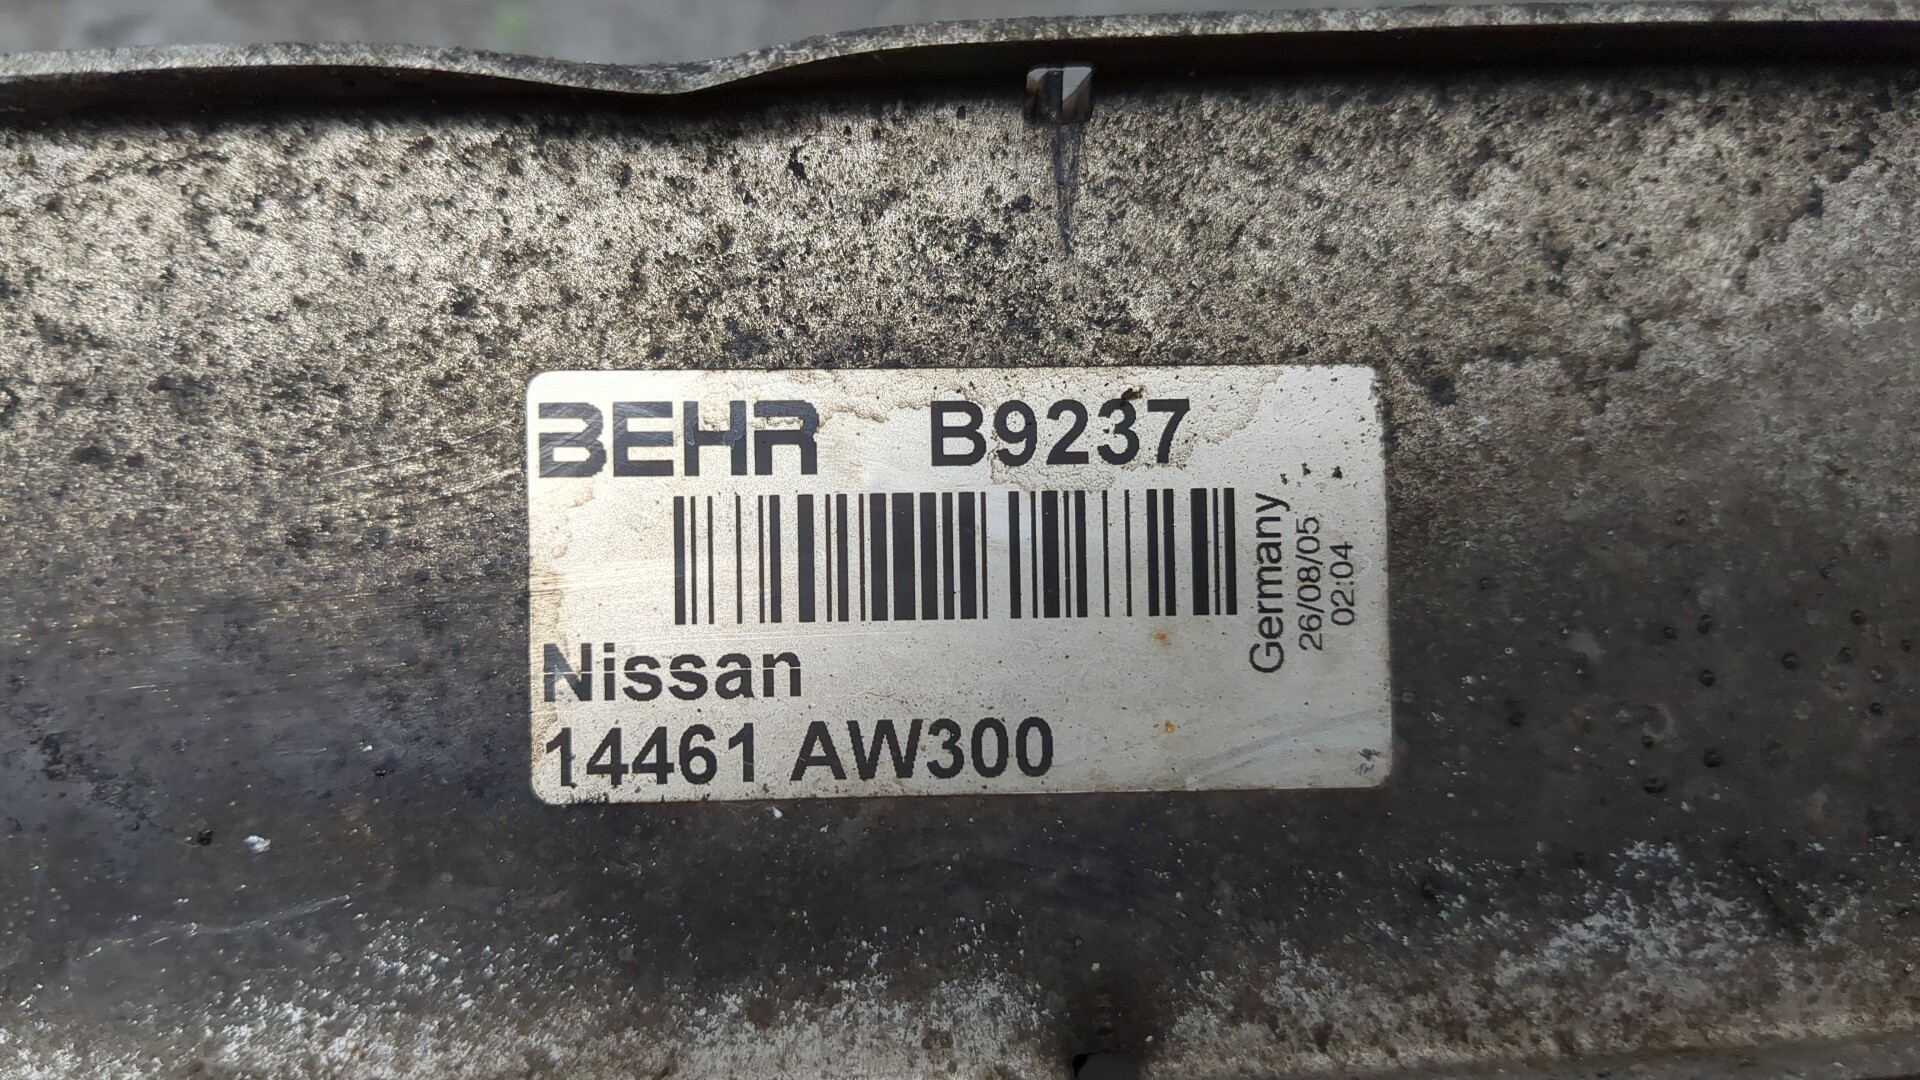 BEHR B9237
Nissan
14461 AW300
Germany
26/08/05
02:04